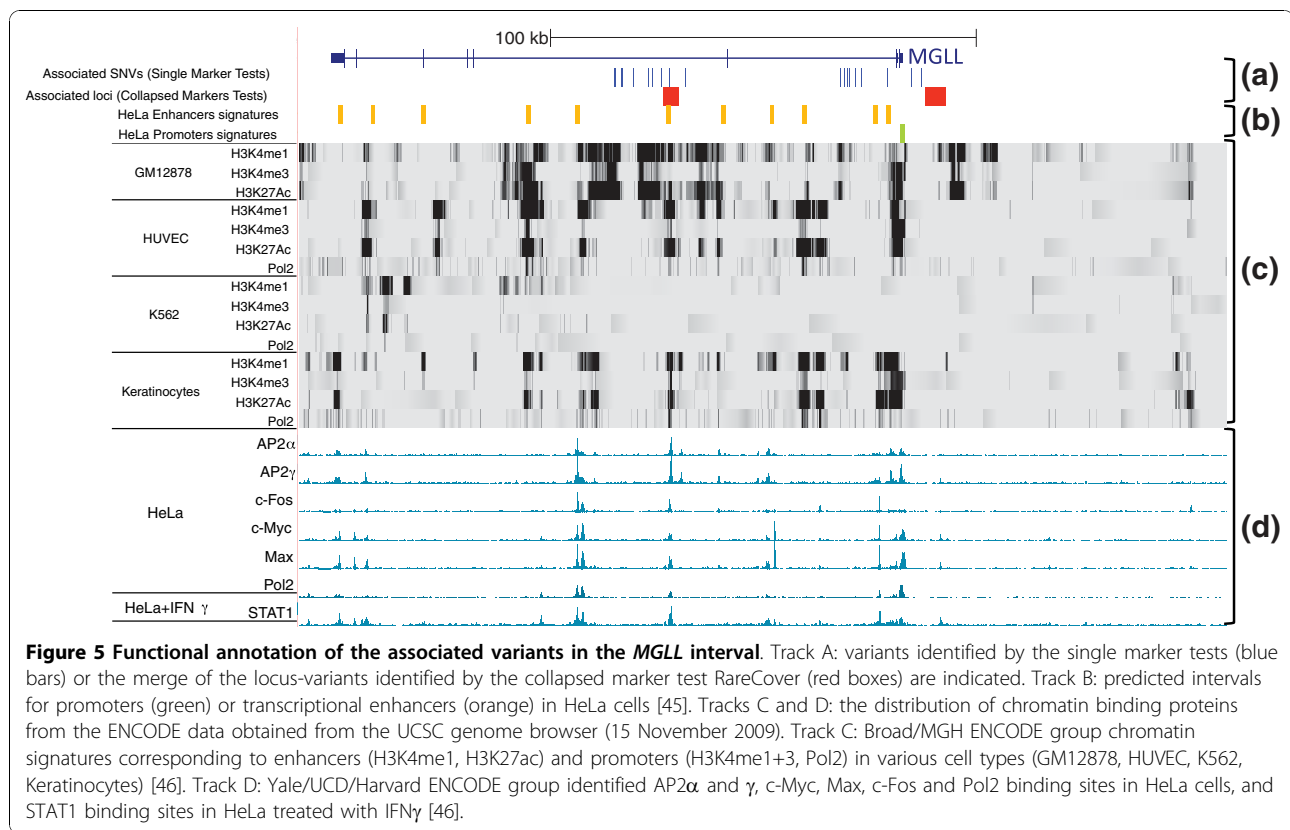 100 kb
MGLL
Associated SNVs (Single Marker Tests)
(a)
Associated loci (Collapsed Markers Tests)
HeLa Enhancers signatures
(b)
HeLa Promoters signatures
GM12878
H3K4me1
H3K4me3
H3K27Ac
HUVEC
H3K4me1
H3K4me3
H3K27Ac
Pol2
(c)
K562
H3K4me1
H3K4me3
H3K27Ac
Pol2
Keratinocytes
H3K4me1
H3K4me3
H3K27Ac
Pol2
HeLa
AP2α
AP2γ
c-Fos
c-Myc
Max
Pol2
(d)
HeLa+IFN γ
STAT1
Figure 5 Functional annotation of the associated variants in the MGLL interval. Track A: variants identified by the single marker tests (blue
bars) or the merge of the locus-variants identified by the collapsed marker test RareCover (red boxes) are indicated. Track B: predicted intervals
for promoters (green) or transcriptional enhancers (orange) in HeLa cells [45]. Tracks C and D: the distribution of chromatin binding proteins
from the ENCODE data obtained from the UCSC genome browser (15 November 2009). Track C: Broad/MGH ENCODE group chromatin
signatures corresponding to enhancers (H3K4me1, H3K27ac) and promoters (H3K4me1+3, Pol2) in various cell types (GM12878, HUVEC, K562,
Keratinocytes) [46]. Track D: Yale/UCD/Harvard ENCODE group identified AP2α and γ, c-Myc, Max, c-Fos and Pol2 binding sites in HeLa cells, and
STAT1 binding sites in HeLa treated with IFNγ [46].